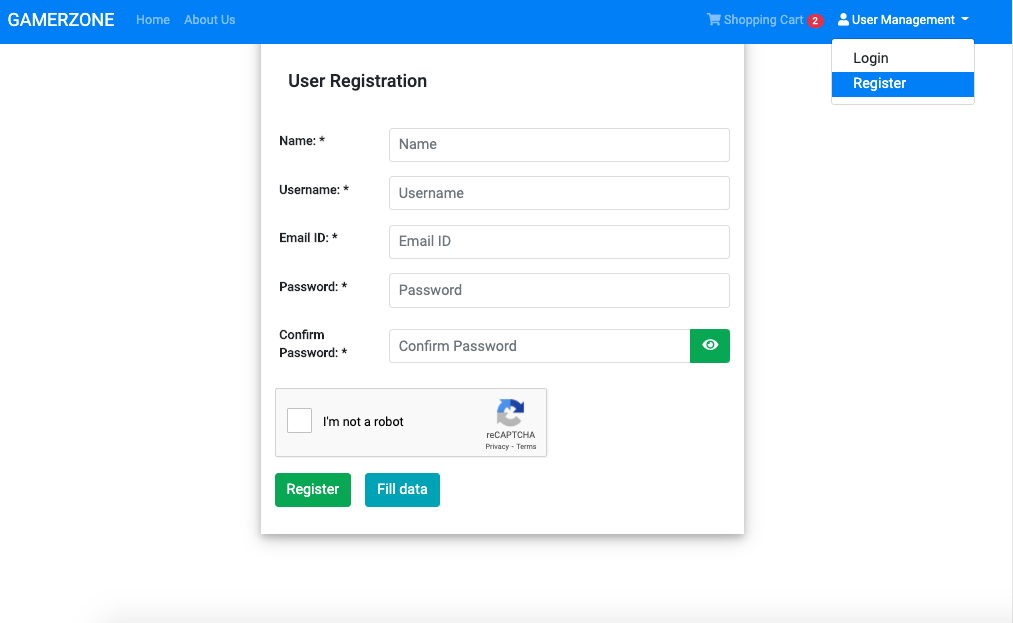 GAMERZONE Home About Us Shopping Cart 2 User Management
Login
Register
User Registration
Name: * Name
Username: * Username
Email ID: * Email ID
Password: * Password
Confirm
Password: * Confirm Password
I'm not a robot
reCAPTCHA
Privacy - Terms
Register Fill data